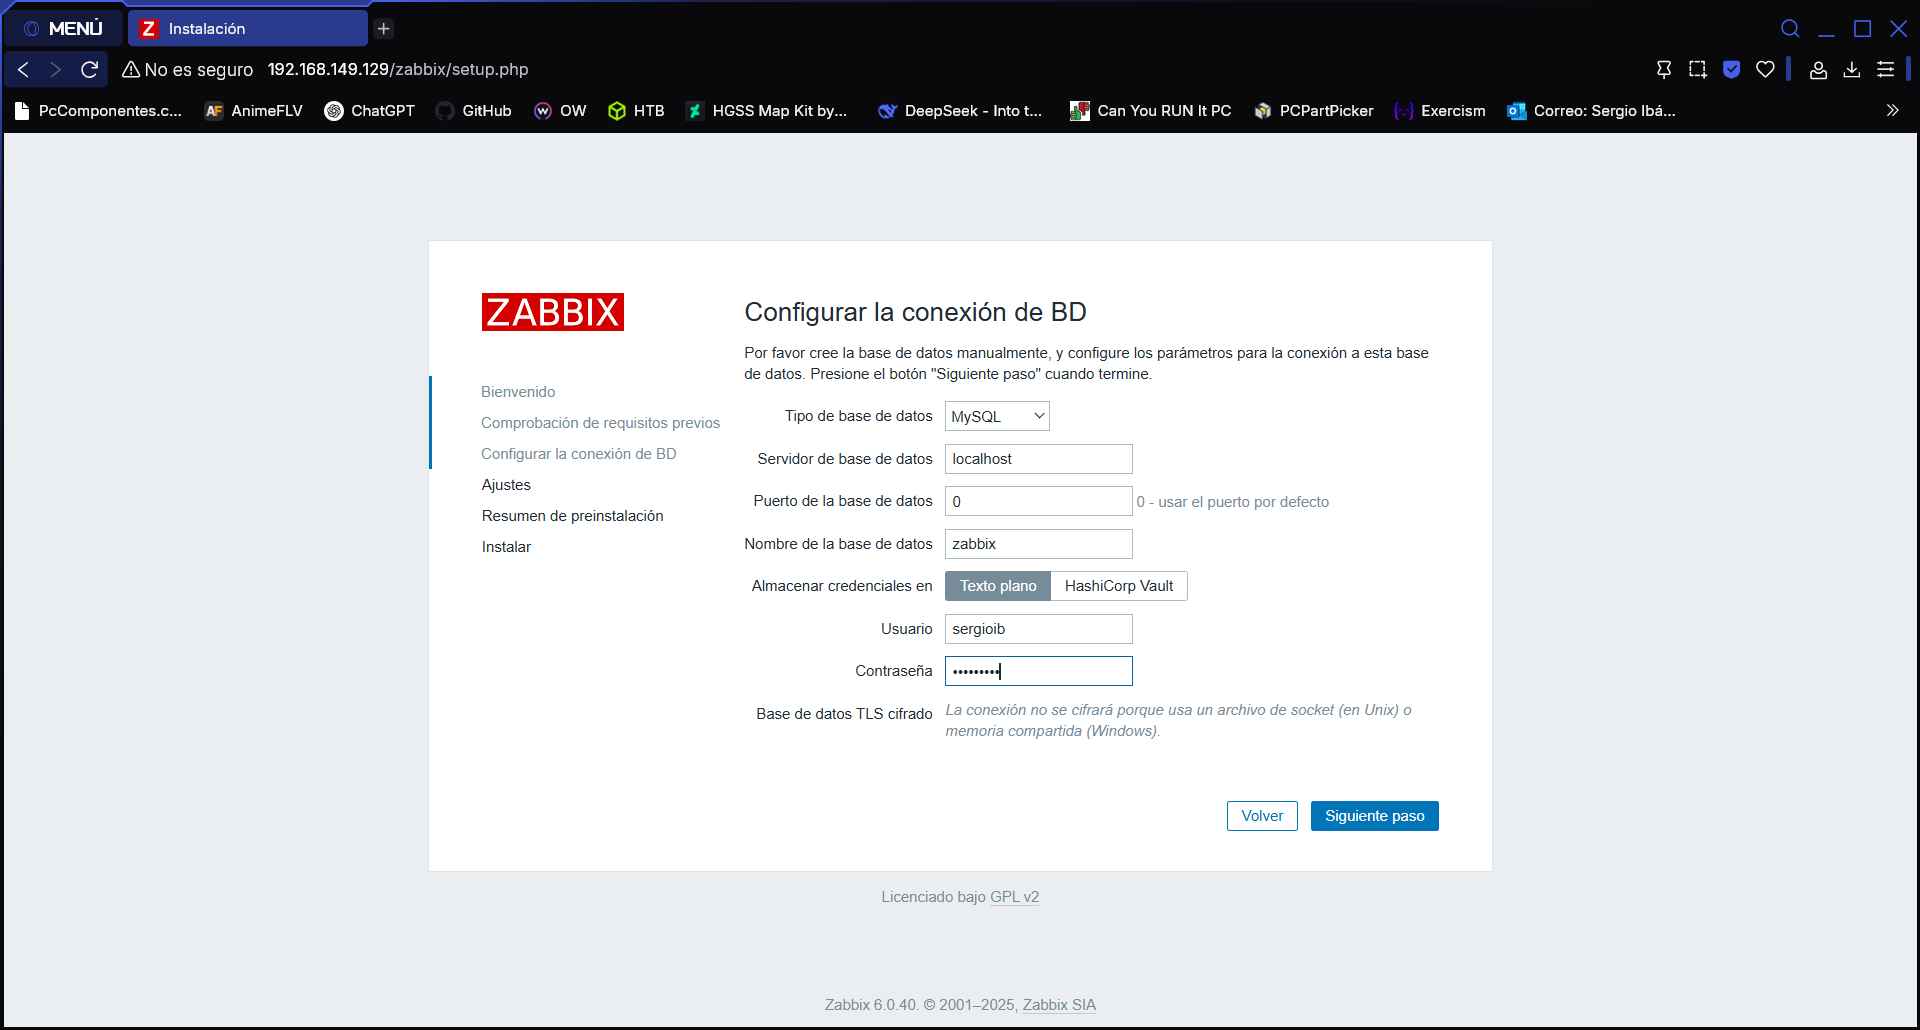 MENÚ
Instalación
No es seguro 192.168.149.129/zabbix/setup.php
PcComponentes.c... AnimeFLV ChatGPT GitHub OW HTB HGSS Map Kit by... DeepSeek - Into t... Can You RUN It PC PCPartPicker Exercism Correo: Sergio Ibá...
ZABBIX
Bienvenido
Comprobación de requisitos previos
Configurar la conexión de BD
Ajustes
Resumen de preinstalación
Instalar
Configurar la conexión de BD
Por favor cree la base de datos manualmente, y configure los parámetros para la conexión a esta base
de datos. Presione el botón "Siguiente paso" cuando termine.
Tipo de base de datos MySQL
Servidor de base de datos localhost
Puerto de la base de datos 0 0 - usar el puerto por defecto
Nombre de la base de datos zabbix
Almacenar credenciales en Texto plano HashiCorp Vault
Usuario sergioib
Contraseña •••••••••
Base de datos TLS cifrado La conexión no se cifrará porque usa un archivo de socket (en Unix) o
memoria compartida (Windows).
Volver Siguiente paso
Licenciado bajo GPL v2
Zabbix 6.0.40. © 2001–2025, Zabbix SIA